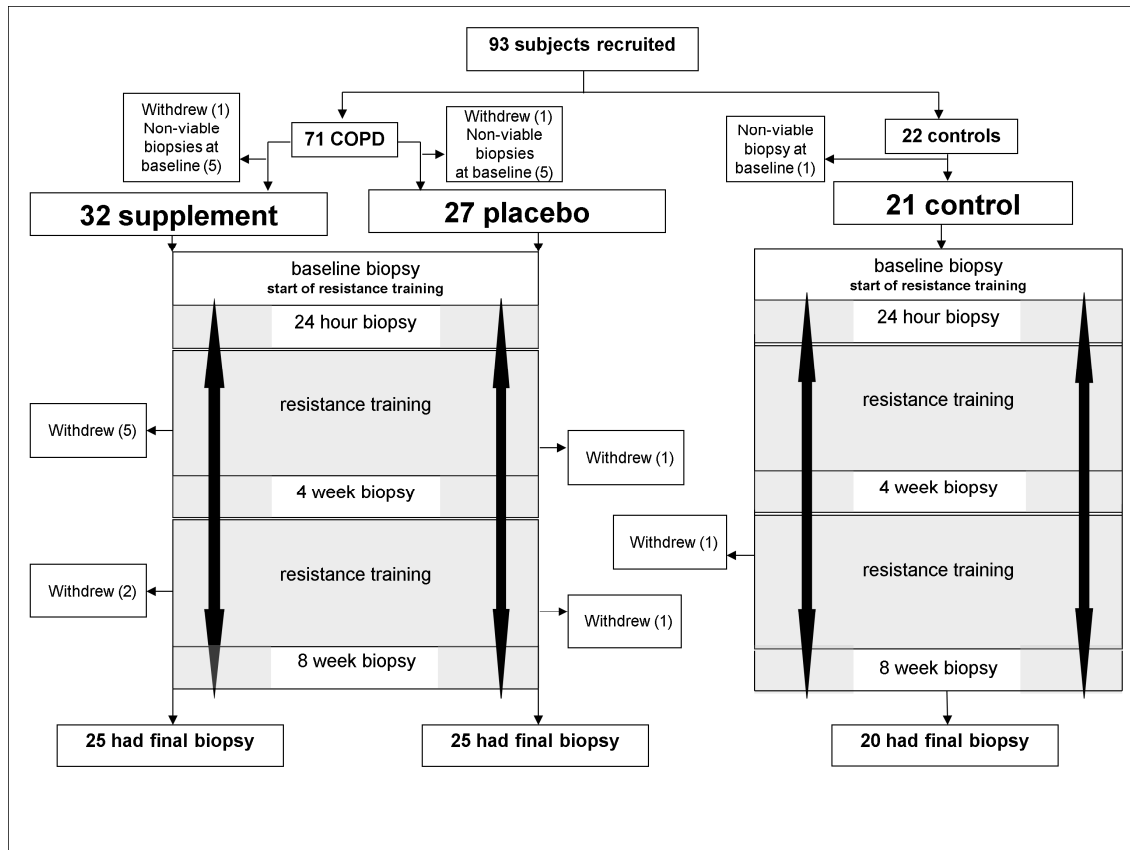 93 subjects recruited
Withdrew (1)
Non-viable
biopsies at
baseline (5)
71 COPD
Withdrew (1)
Non-viable
biopsies
at baseline (5)
Non-viable
biopsy at
baseline (1)
22 controls
32 supplement
27 placebo
21 control
baseline biopsy
start of resistance training
24 hour biopsy
resistance training
Withdrew (5)
Withdrew (1)
4 week biopsy
resistance training
Withdrew (2)
Withdrew (1)
8 week biopsy
25 had final biopsy
25 had final biopsy
baseline biopsy
start of resistance training
24 hour biopsy
resistance training
4 week biopsy
Withdrew (1)
resistance training
8 week biopsy
20 had final biopsy